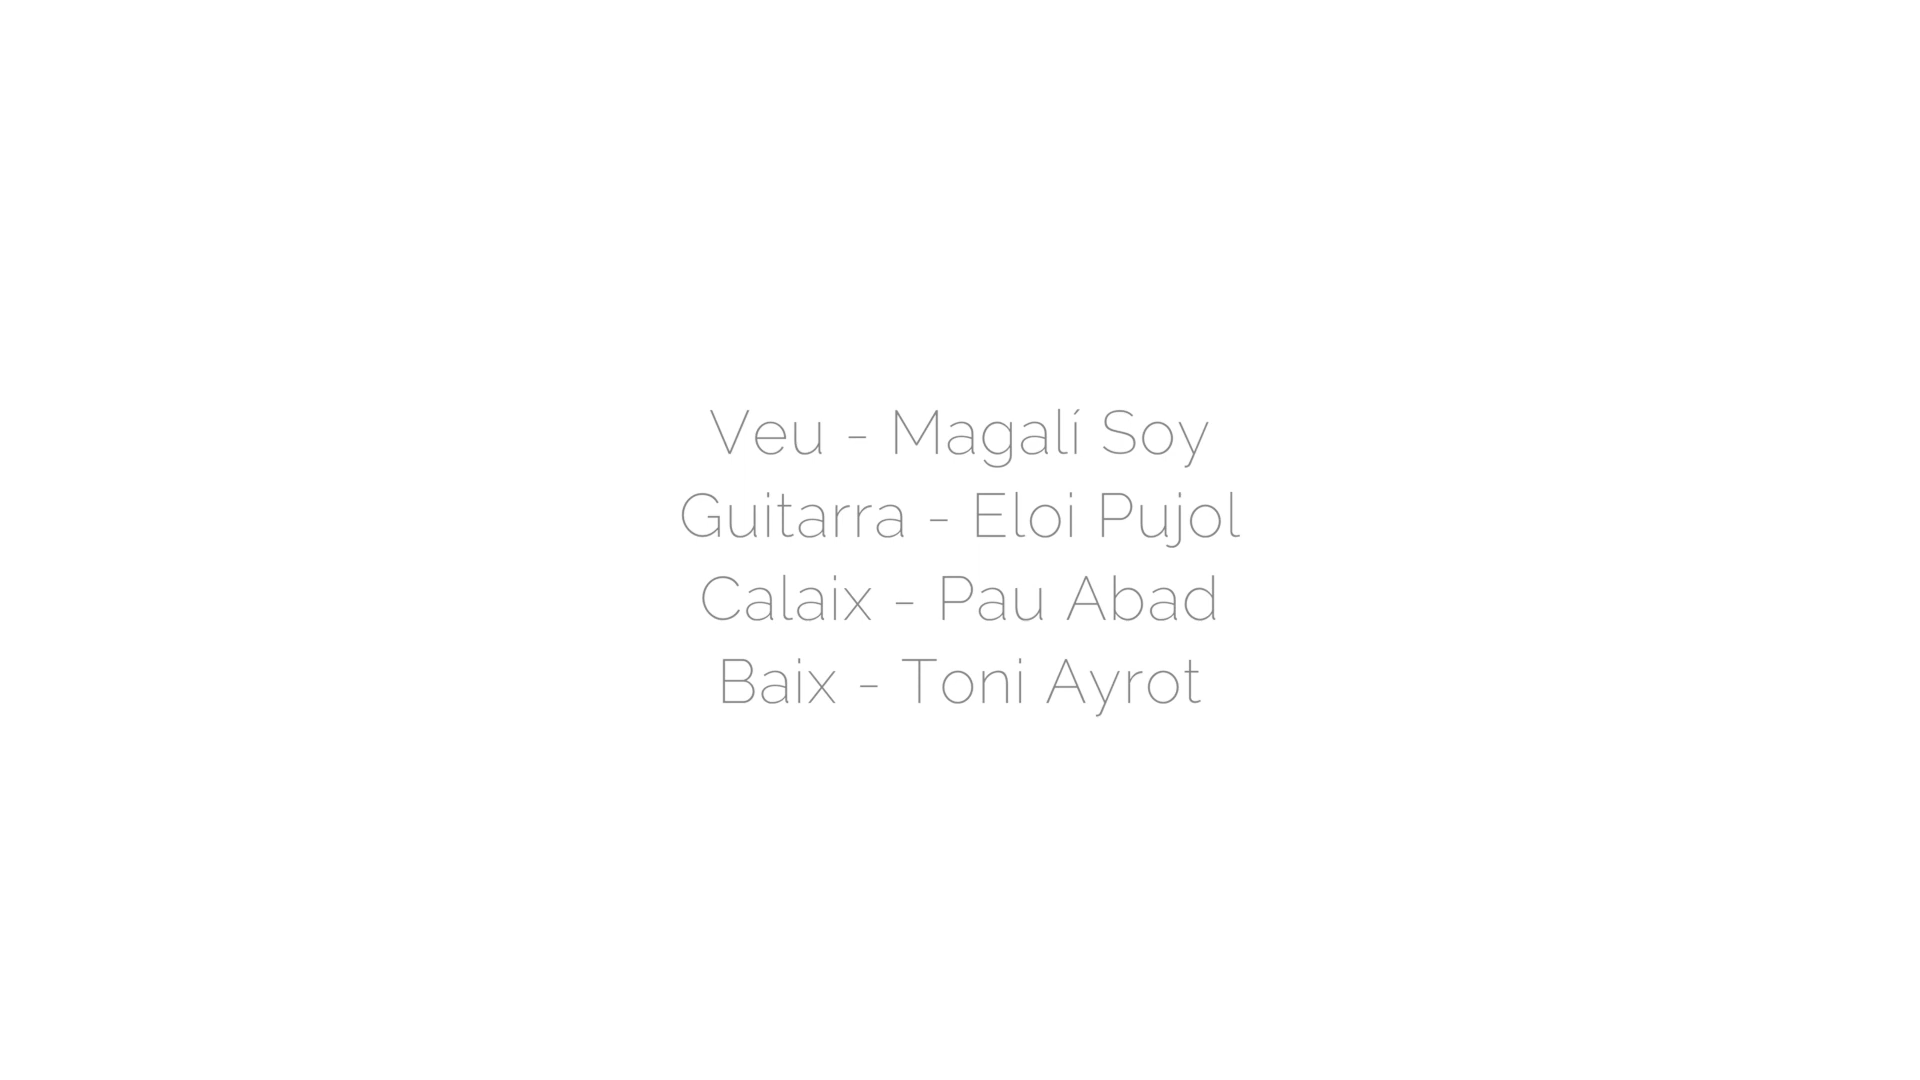 Veu - Magalí Soy
Guitarra - Eloi Pujol
Calaix - Pau Abad
Baix - Toni Ayrot